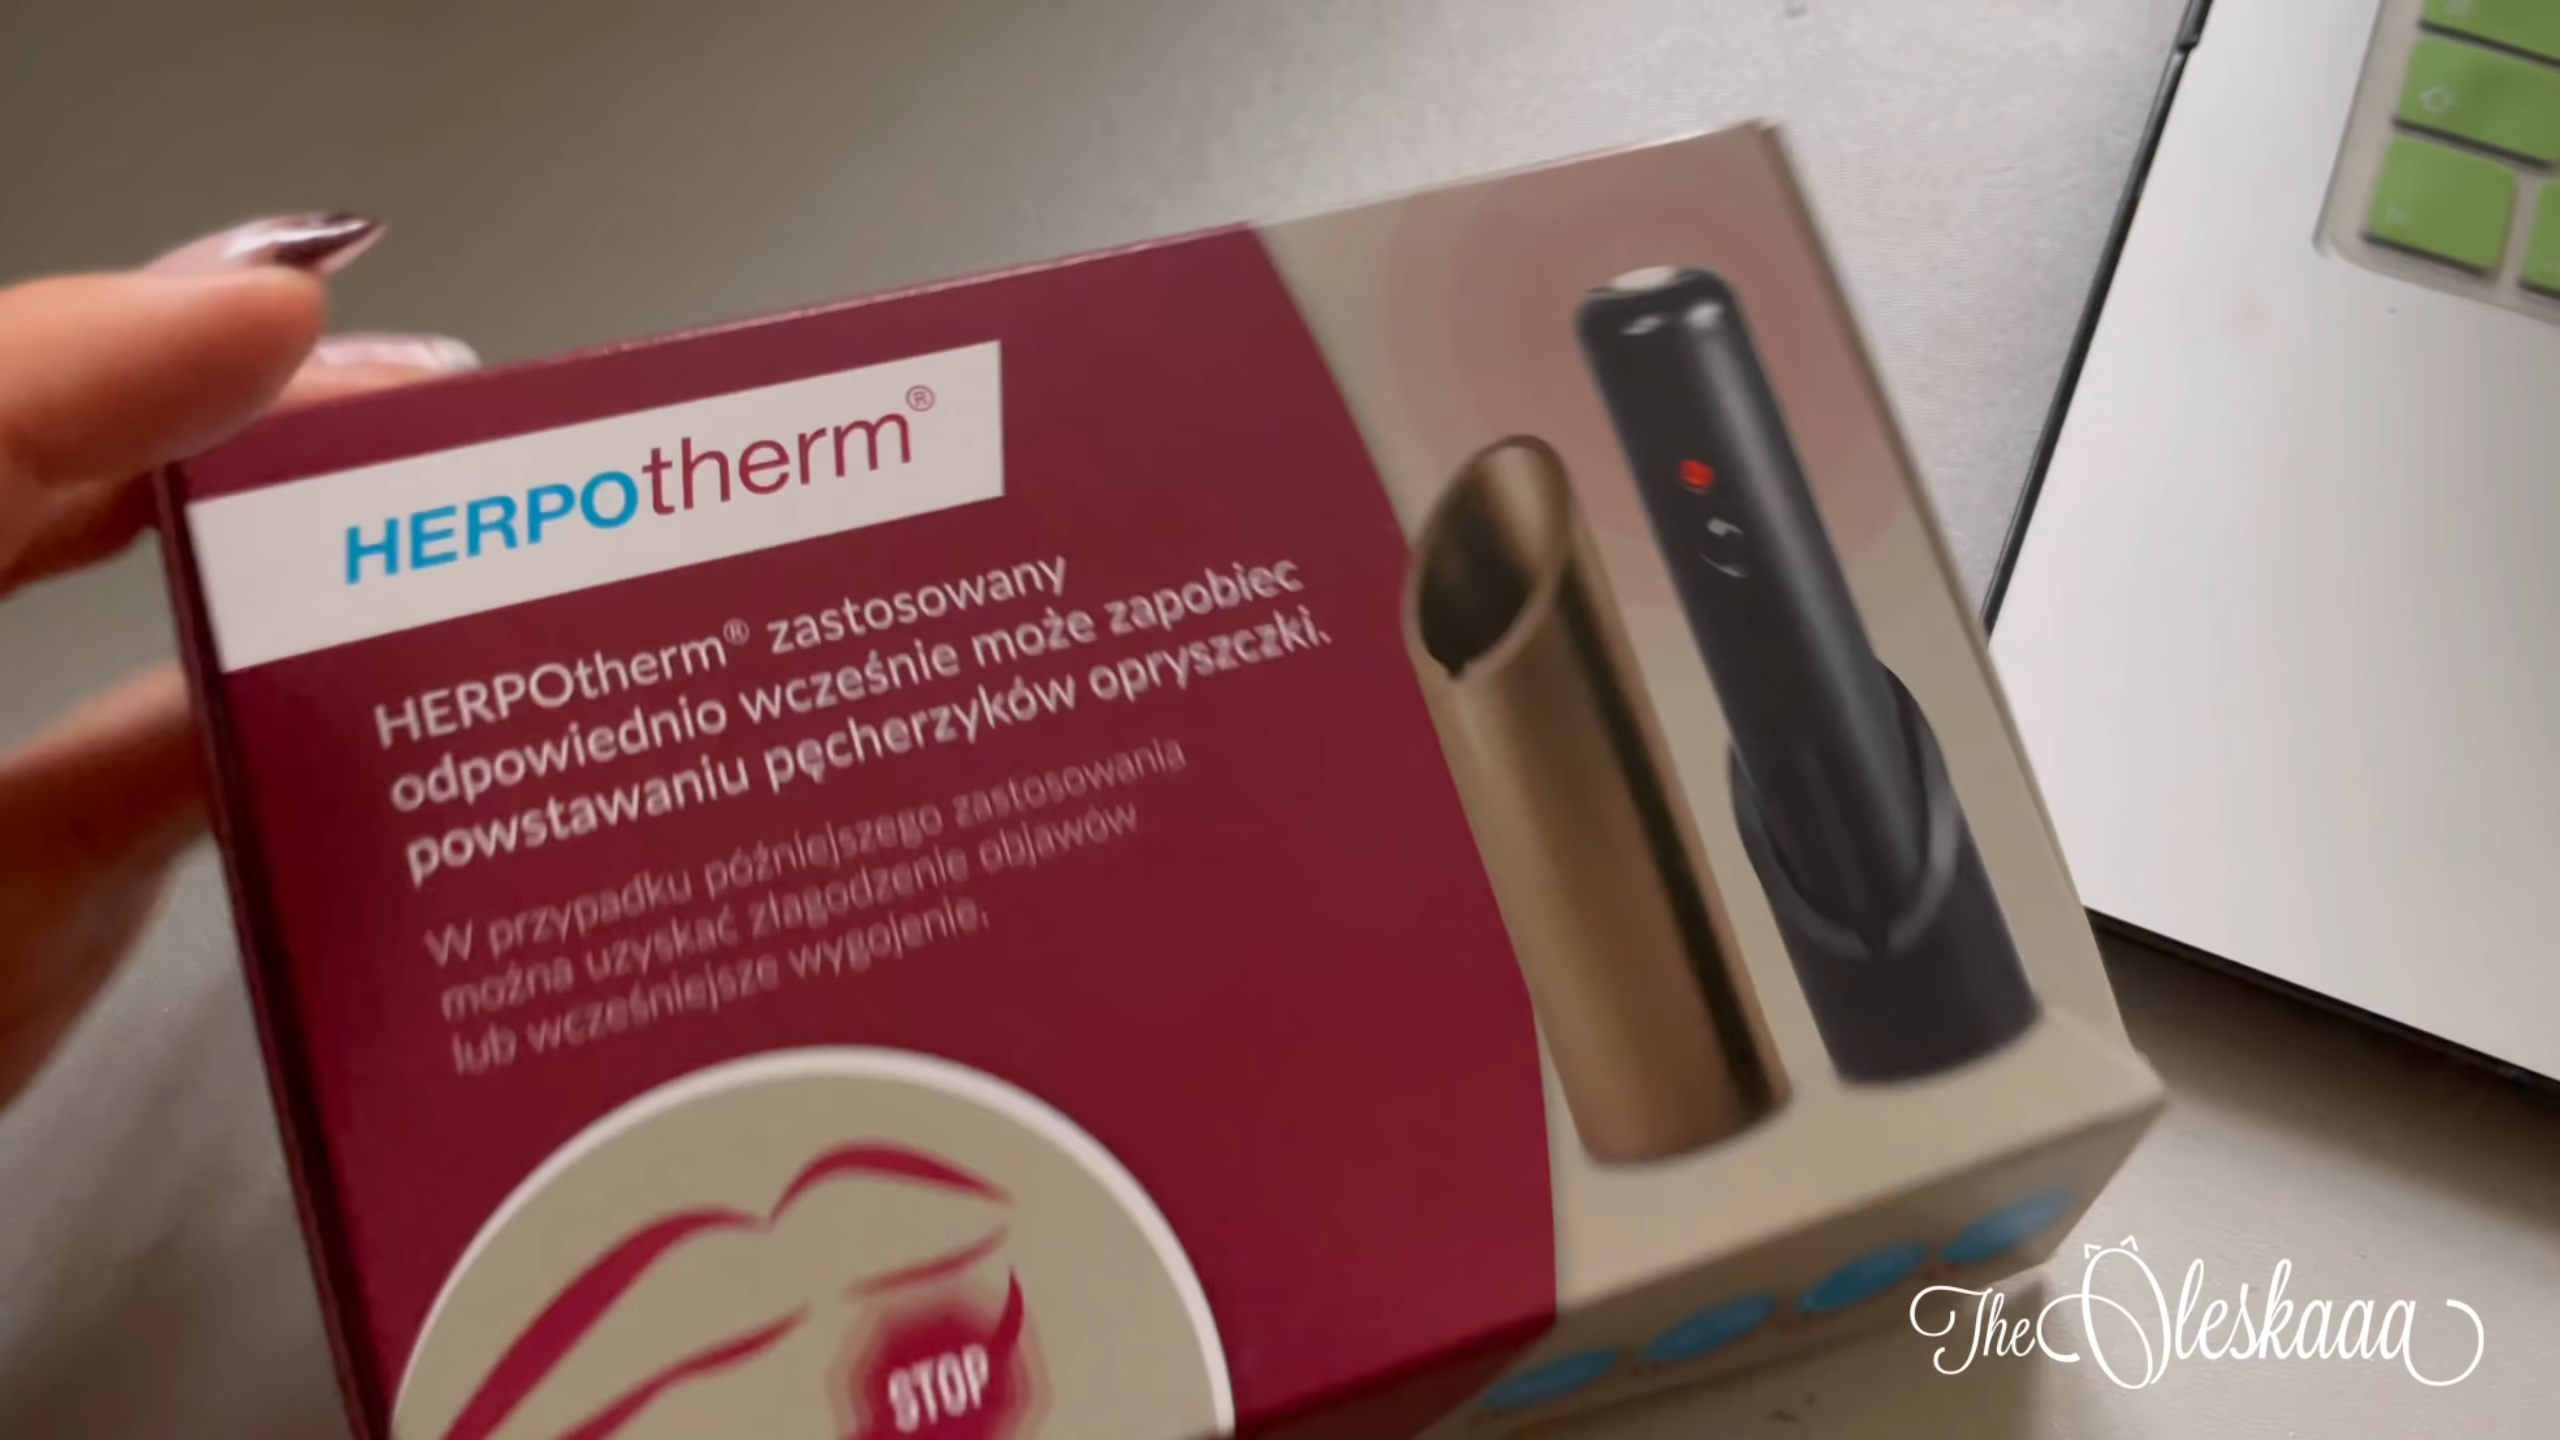 HERPOtherm®
HERPOtherm® zastosowany
odpowiednio wcześnie może zapobiec
powstawaniu pęcherzyków opryszczki.
W przypadku późniejszego zastosowania
można uzyskać złagodzenie objawów
lub wcześniejsze wygojenie.
STOP
TheOleskaaa